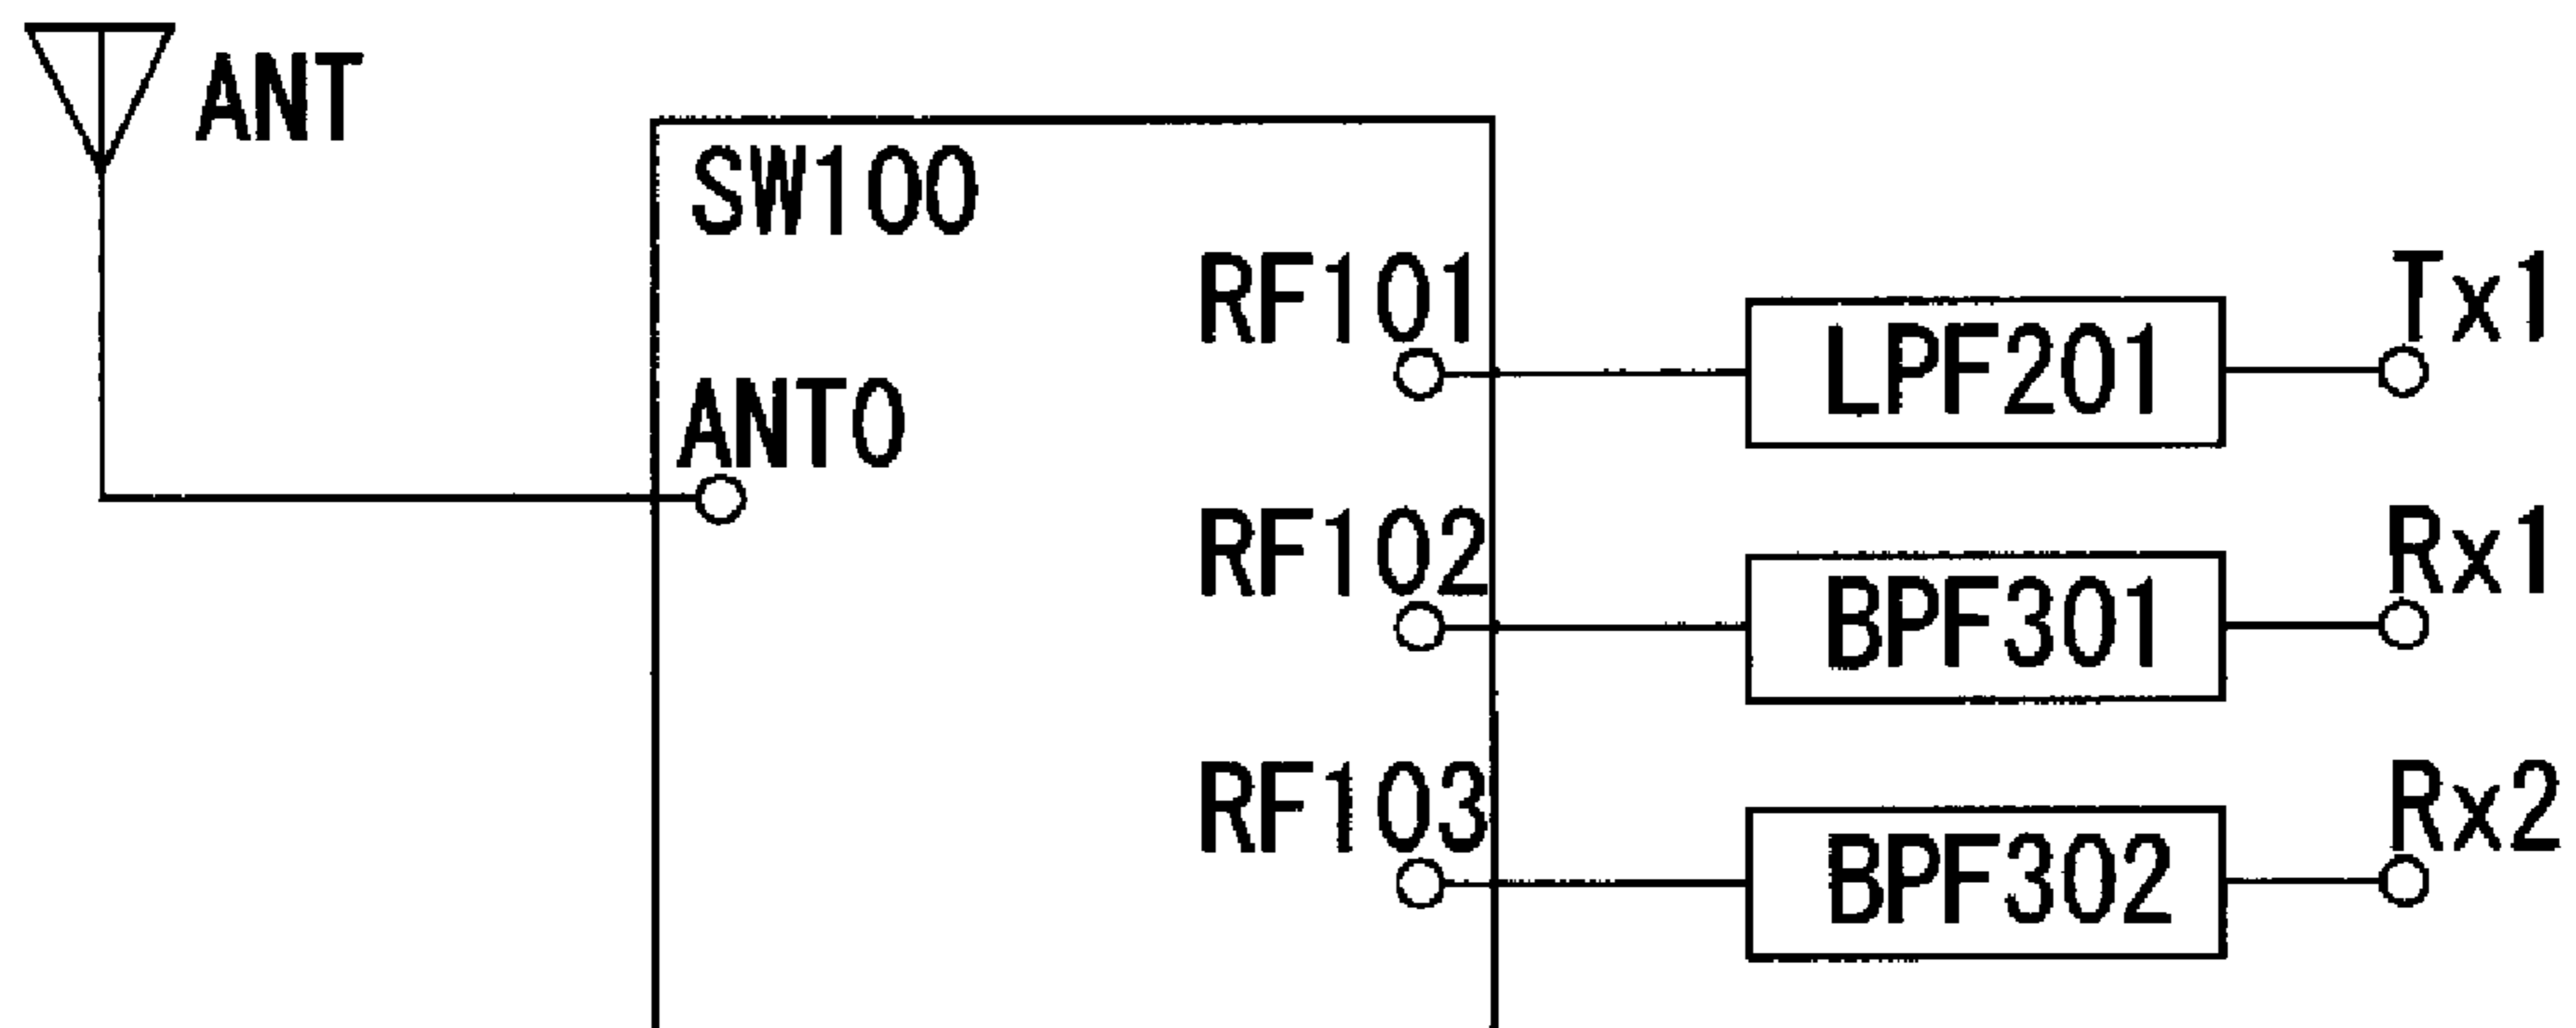 ANT
SW100
RF101
Tx1
LPF201
ANT0
RF102
Rx1
BPF301
RF103
Rx2
BPF302